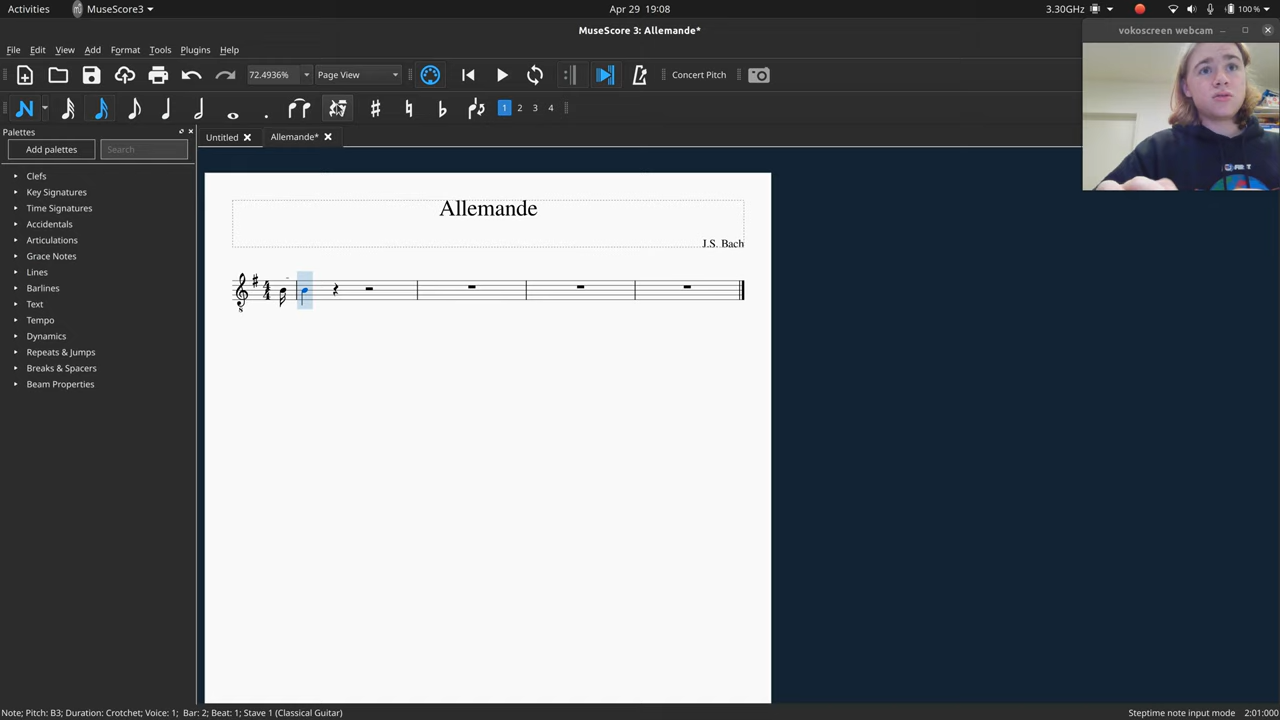 Activities MuseScore3 Apr 29 19:08 3.30GHz 100 %
MuseScore 3: Allemande*
vokoscreen webcam
File Edit View Add Format Tools Plugins Help
72.4936% Page View Concert Pitch
1 2 3 4
Palettes
Untitled Allemande*
Add palettes Search
Clefs
Key Signatures
Time Signatures
Accidentals
Articulations
Grace Notes
Lines
Barlines
Text
Tempo
Dynamics
Repeats & Jumps
Breaks & Spacers
Beam Properties
Allemande
J.S. Bach
4
4
8
Note; Pitch: B3; Duration: Crotchet; Voice: 1; Bar: 2; Beat: 1; Stave 1 (Classical Guitar) Steptime note input mode 2:01:000